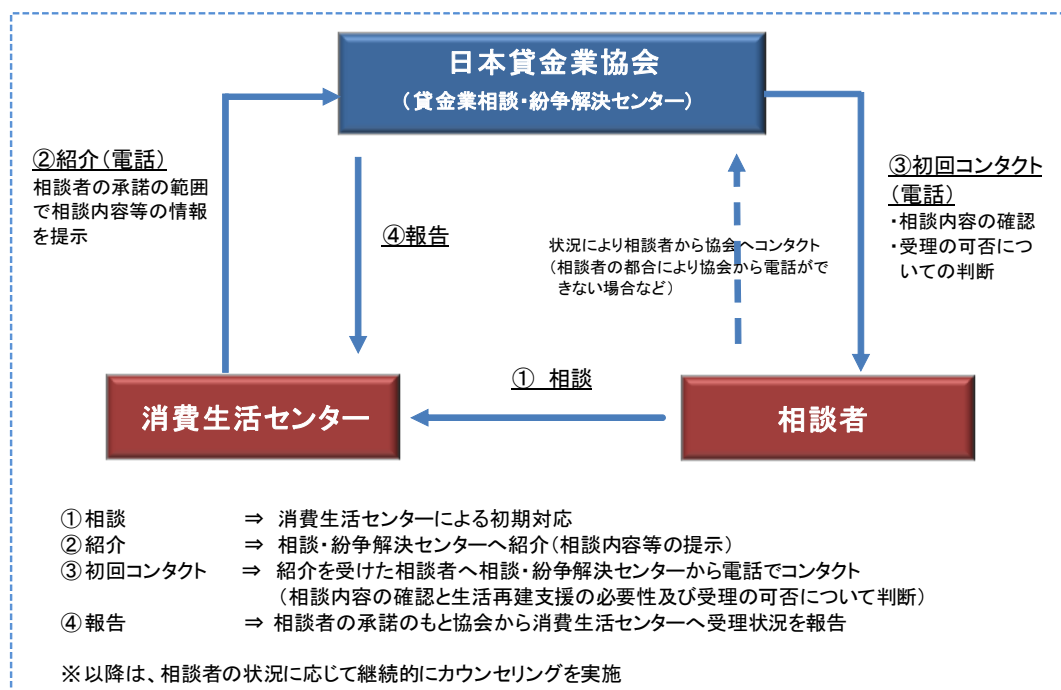 日本貸金業協会
（貸金業相談・紛争解決センター）
②紹介（電話）
相談者の承諾の範囲
で相談内容等の情報
を提示
④報告
状況により相談者から協会へコンタクト
（相談者の都合により協会から電話がで
きない場合など）
③初回コンタクト
（電話）
・相談内容の確認
・受理の可否につ
いての判断
① 相談
消費生活センター
相談者
①相談 ⇒ 消費生活センターによる初期対応
②紹介 ⇒ 相談・紛争解決センターへ紹介（相談内容等の提示）
③初回コンタクト ⇒ 紹介を受けた相談者へ相談・紛争解決センターから電話でコンタクト
（相談内容の確認と生活再建支援の必要性及び受理の可否について判断）
④報告 ⇒ 相談者の承諾のもと協会から消費生活センターへ受理状況を報告
※以降は、相談者の状況に応じて継続的にカウンセリングを実施